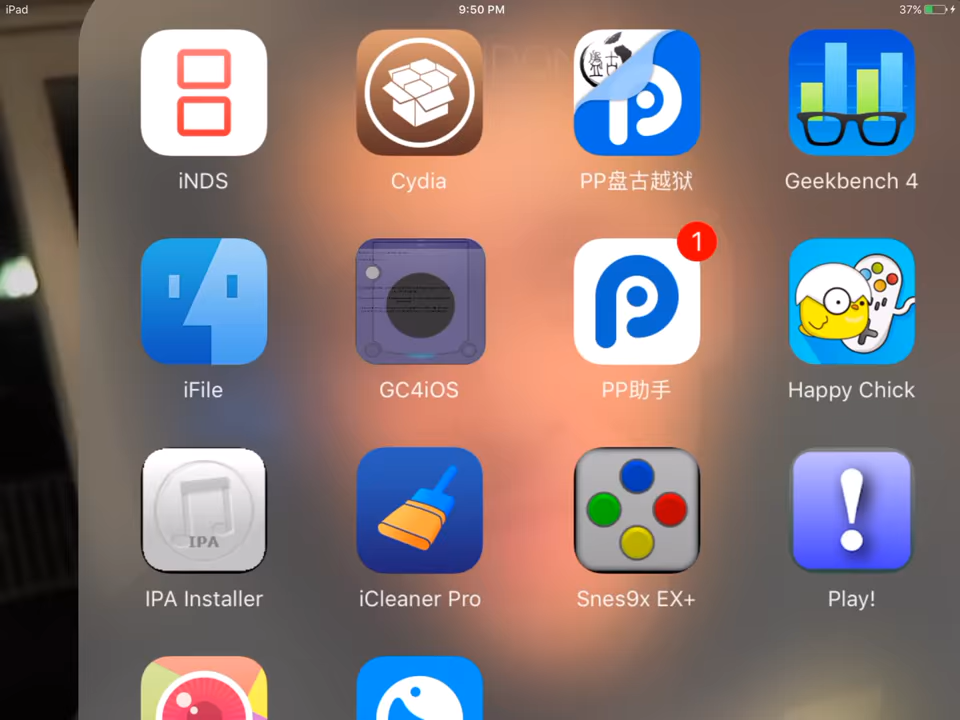 iPad
9:50 PM
37%
iNDS
Cydia
PP盘古越狱
Geekbench 4
1
iFile
GC4iOS
PP助手
Happy Chick
IPA
IPA Installer
iCleaner Pro
Snes9x EX+
Play!